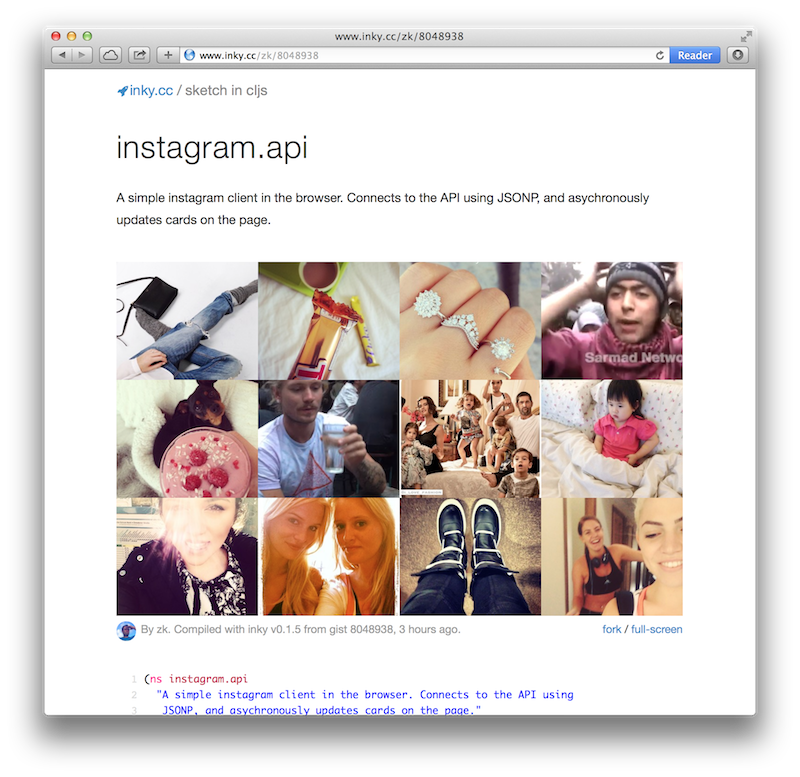 www.inky.cc/zk/8048938
www.inky.cc/zk/8048938
Reader
inky.cc / sketch in cljs
instagram.api
A simple instagram client in the browser. Connects to the API using JSONP, and asychronously
updates cards on the page.
Sarmad Netwo
By zk. Compiled with inky v0.1.5 from gist 8048938, 3 hours ago.
fork / full-screen
1 (ns instagram.api
2 "A simple instagram client in the browser. Connects to the API using
3 JSONP, and asychronously updates cards on the page."